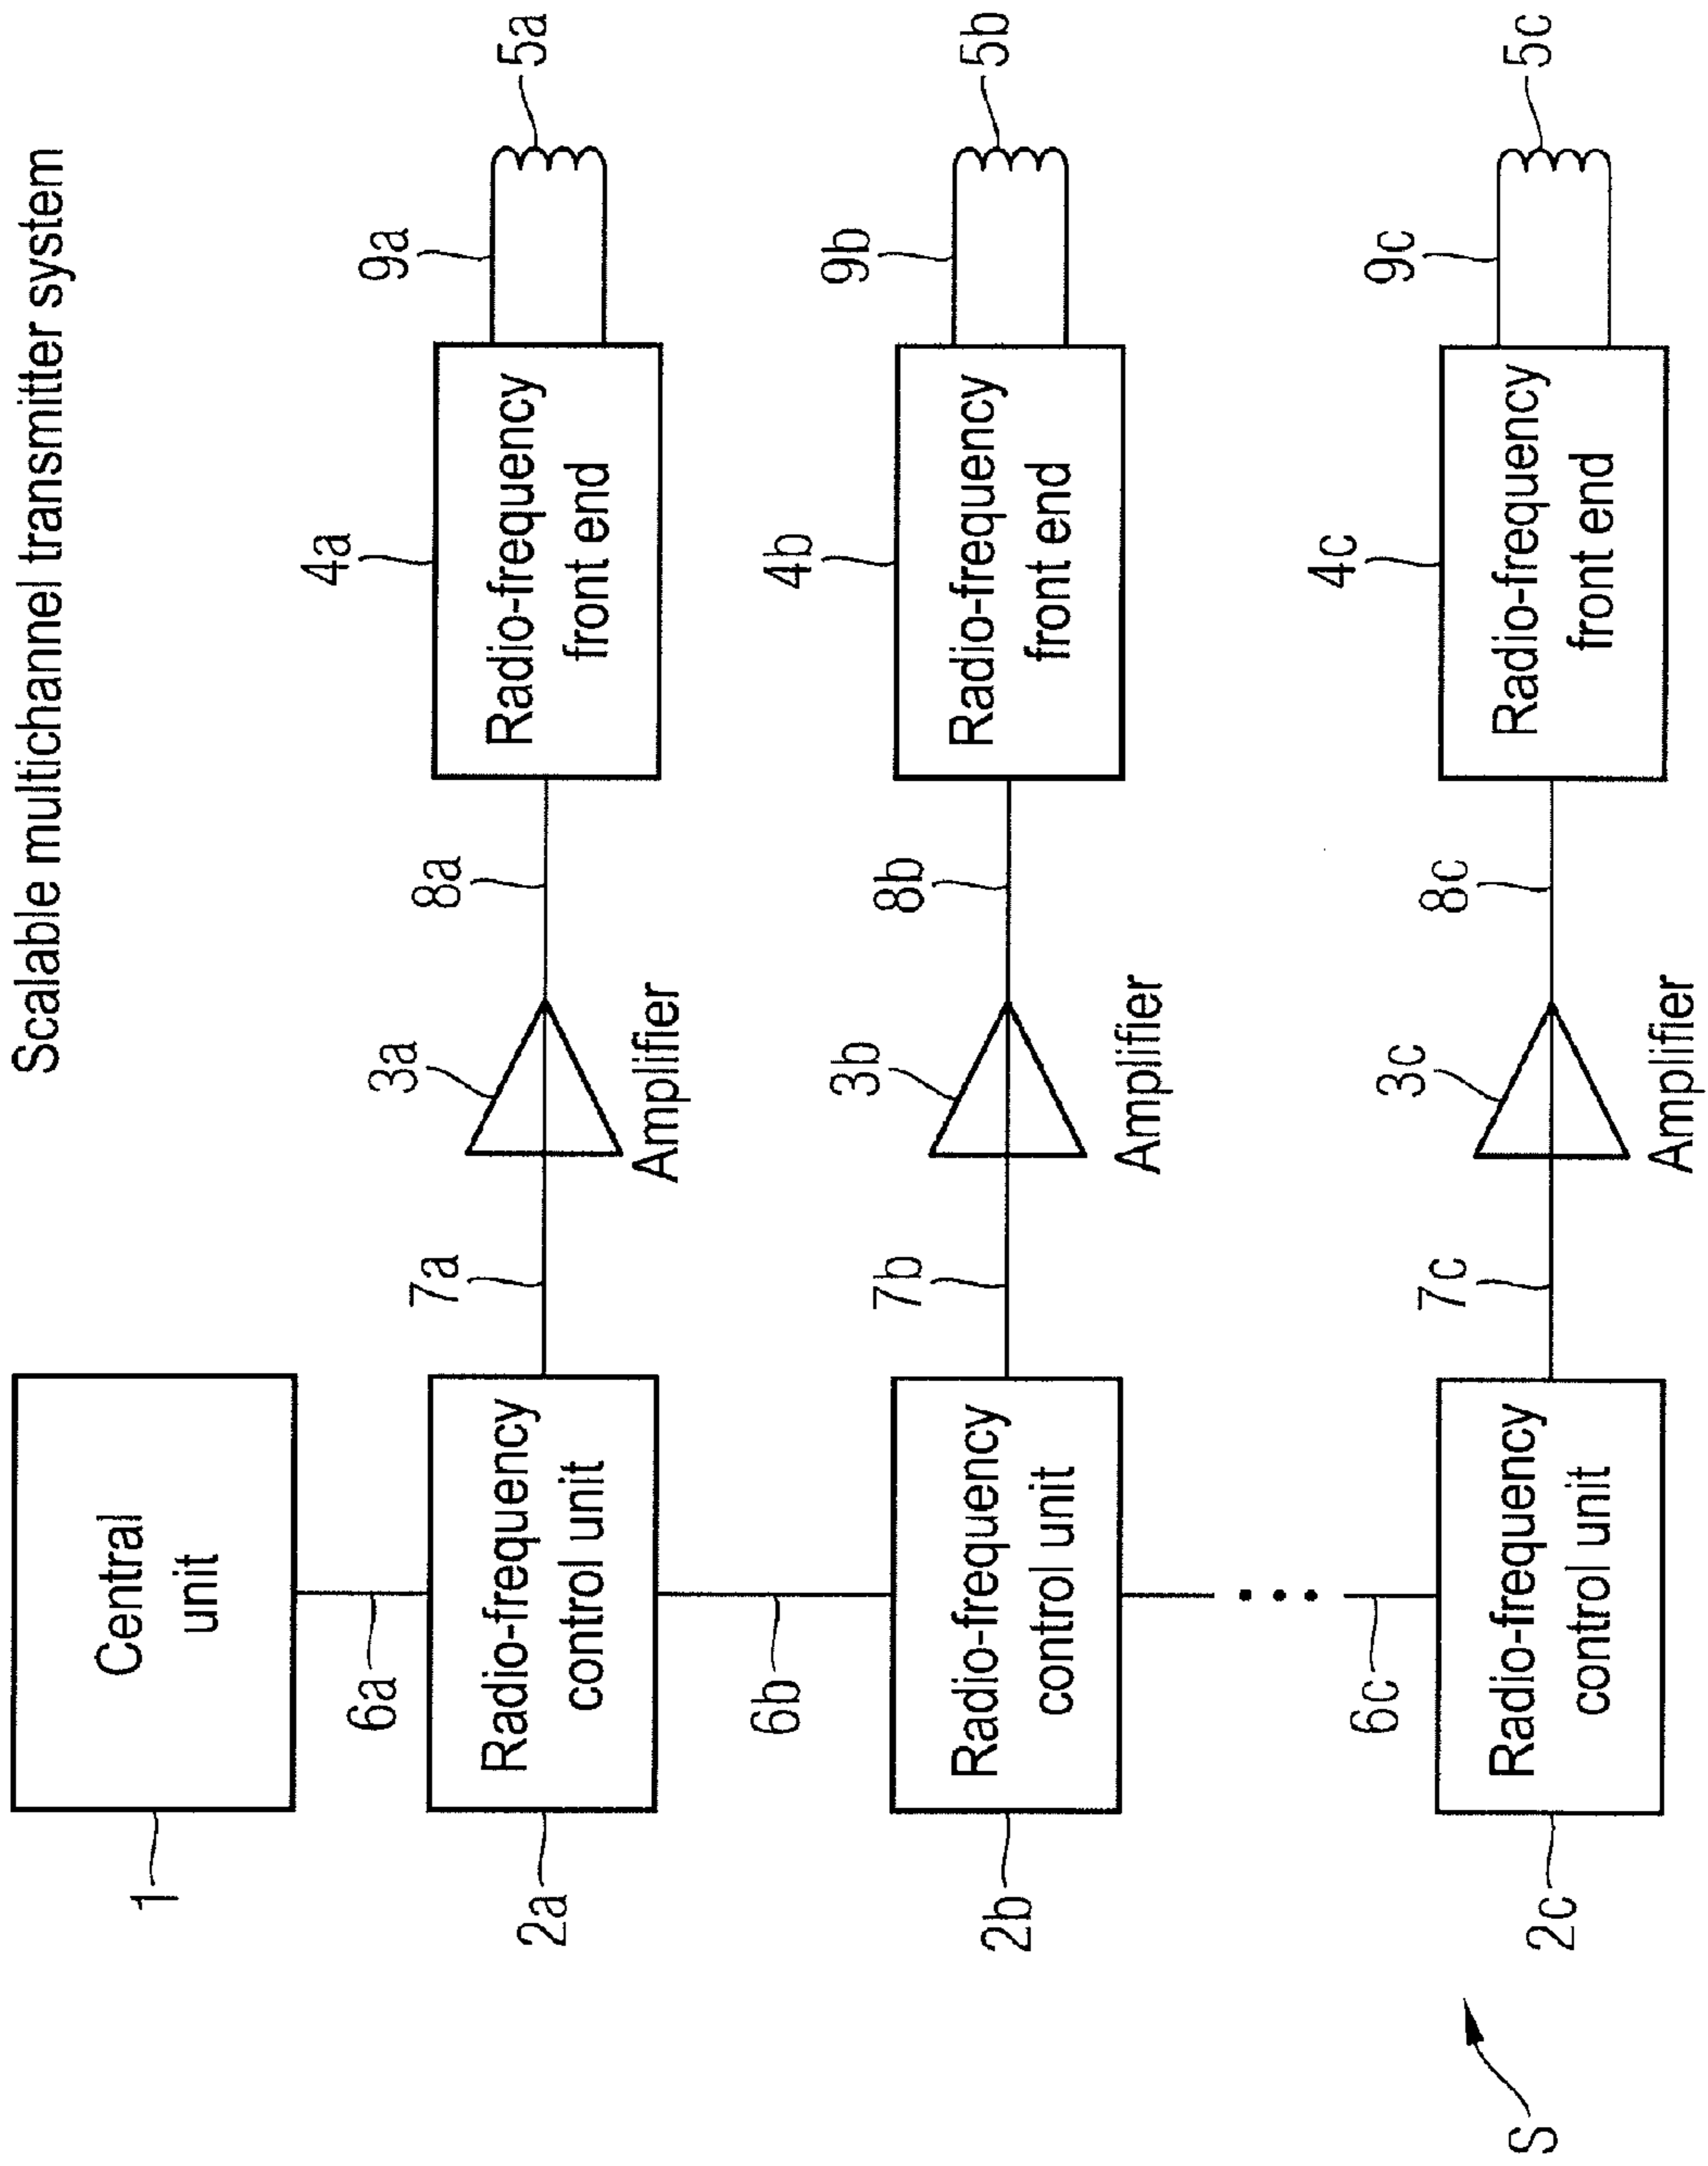 Scalable multichannel transmitter system
1
Central
unit
6a
2a
Radio-frequency
control unit
7a
3a
Amplifier
8a
4a
Radio-frequency
front end
9a
5a
6b
2b
Radio-frequency
control unit
7b
3b
Amplifier
8b
4b
Radio-frequency
front end
9b
5b
6c
2c
Radio-frequency
control unit
7c
3c
Amplifier
8c
4c
Radio-frequency
front end
9c
5c
S